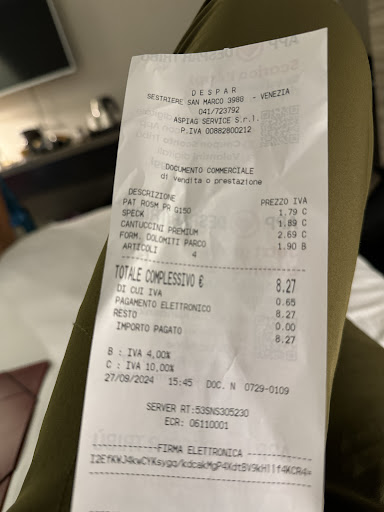 DESPAR
SESTRIERE SAN MARCO 3980 - VENEZIA
041/723792
ASPIAG SERVICE S.r.l.
P.IVA 00882800212
DOCUMENTO COMMERCIALE
di vendita o prestazione
DESCRIZIONE PREZZO IVA
PAT ROSM PR G150 1.79 C
SPECK 1.89 C
CANTUCCINI PREMIUM 2.69 C
FORM. DOLOMITI PARCO 1.90 B
ARTICOLI 4
TOTALE COMPLESSIVO € 8.27
DI CUI IVA 0.65
PAGAMENTO ELETTRONICO 8.27
RESTO 0.00
IMPORTO PAGATO 8.27
B : IVA 4,00%
C : IVA 10,00%
27/09/2024 15:45 DOC. N 0729-0109
SERVER RT:53SNS305230
ECR: 06110001
FIRMA ELETTRONICA